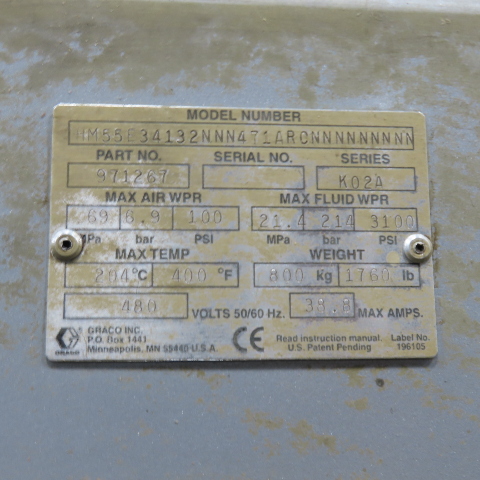 MODEL NUMBER
HM55E34132NNN471ARCNNNNNNNNN
PART NO. SERIAL NO. SERIES
971267 K02A
MAX AIR WPR MAX FLUID WPR
69 6.9 100 21.4 214 3100
MPa bar PSI MPa bar PSI
MAX TEMP WEIGHT
204°C 400 °F 800 Kg 1760 lb
480 VOLTS 50/60 Hz. 38.8 MAX AMPS.
GRACO INC.
P.O. Box 1441
Minneapolis, MN 55440-U.S.A.
GRACO
CE
Read instruction manual. Label No.
U.S. Patent Pending 196105